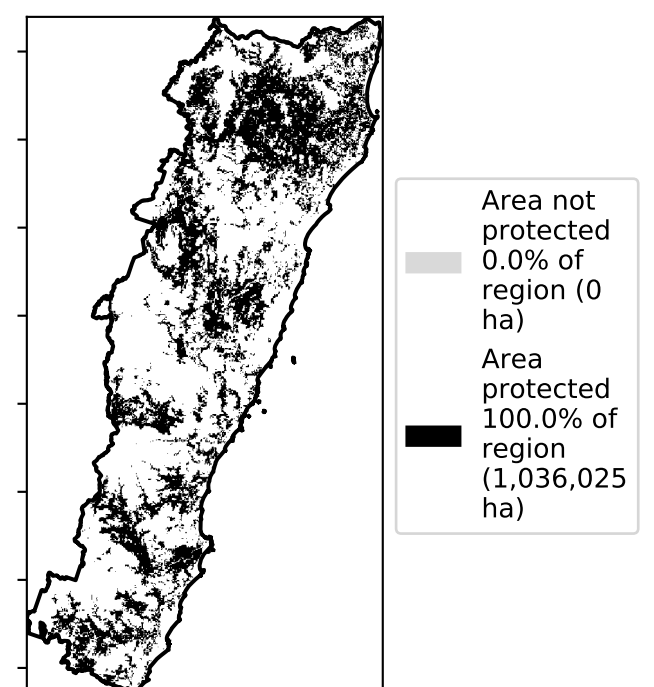 Area not
protected
0.0% of
region (0
ha)
Area
protected
100.0% of
region
(1,036,025
ha)